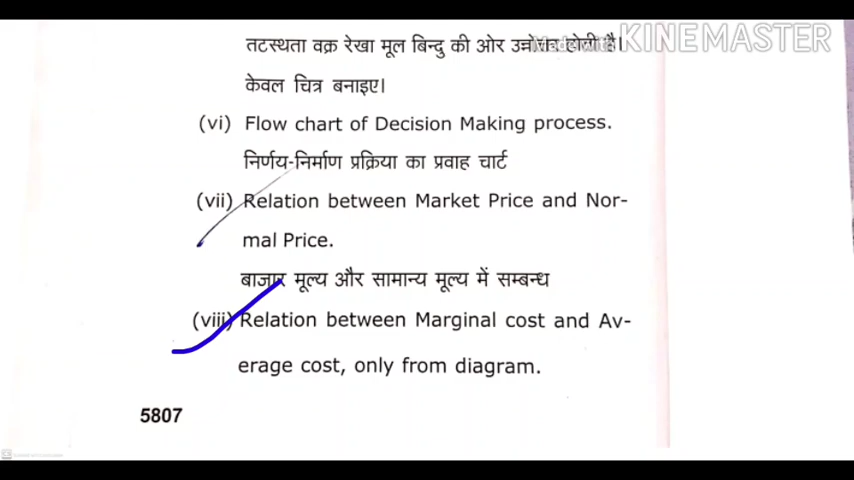 तटस्थता वक्र रेखा मूल बिन्दु की ओर उन्नोत्तर होती है।
Made with KINEMASTER
केवल चित्र बनाइए।
(vi) Flow chart of Decision Making process.
निर्णय-निर्माण प्रक्रिया का प्रवाह चार्ट
(vii) Relation between Market Price and Nor-
mal Price.
बाजार मूल्य और सामान्य मूल्य में सम्बन्ध
(viii) Relation between Marginal cost and Av-
erage cost, only from diagram.
5807